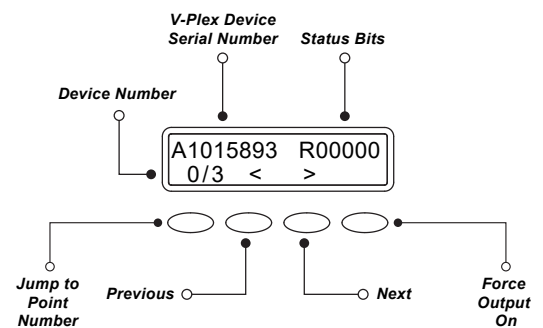 V-Plex Device
Serial Number
Status Bits
Device Number
A1015893 R00000
0/3 < >
Jump to
Point
Number
Previous
Next
Force
Output
On